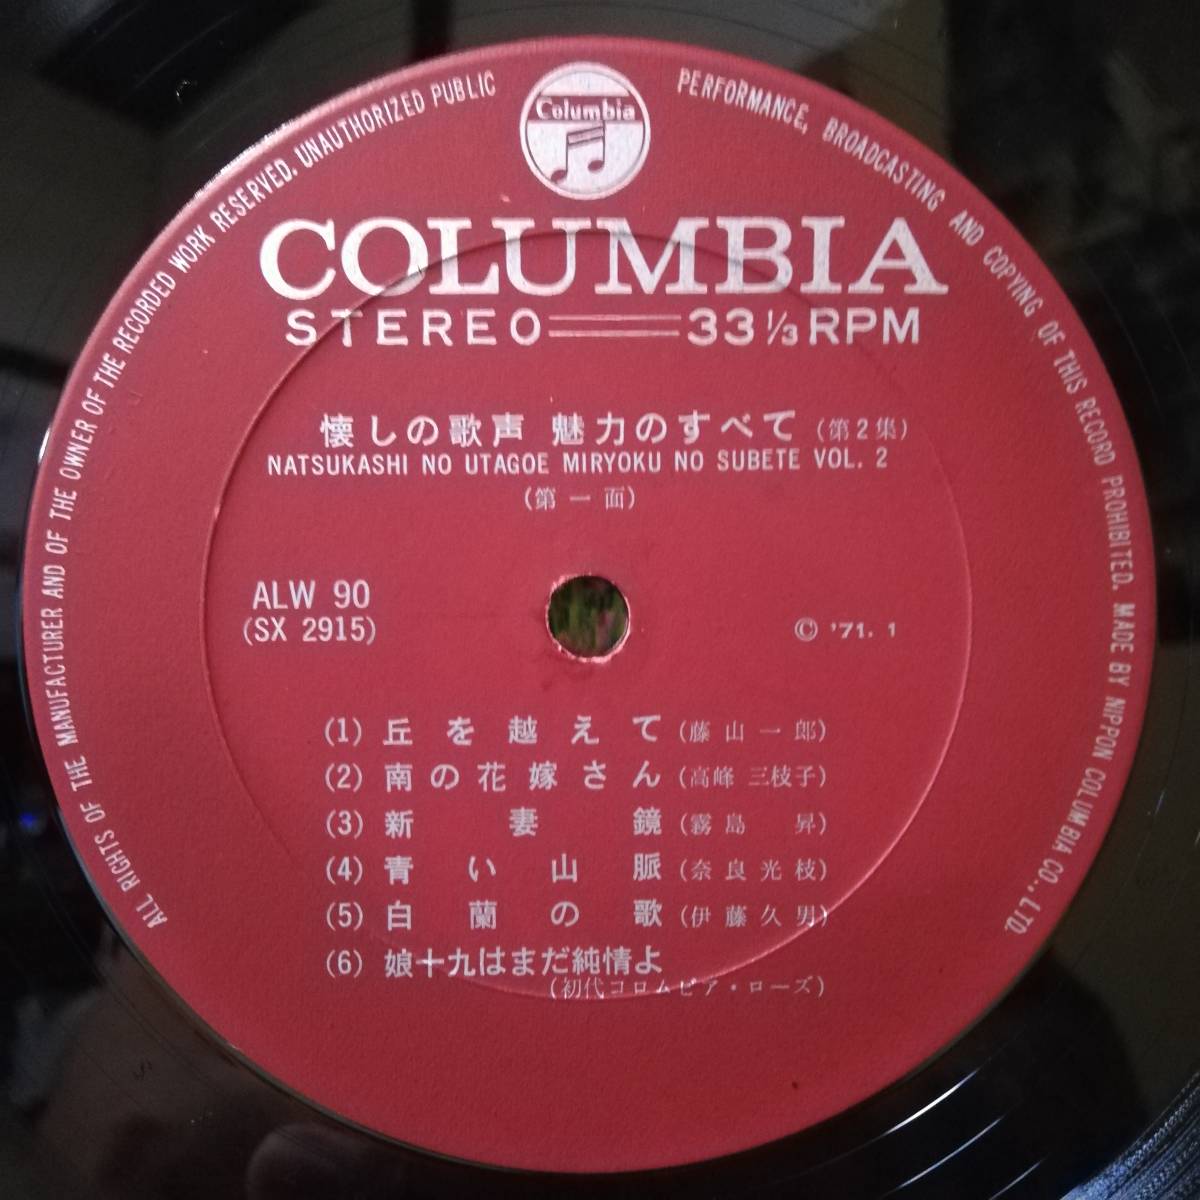 ALL RIGHTS OF THE MANUFACTURER AND OF THE OWNER OF THE RECORDED WORK RESERVED. UNAUTHORIZED PUBLIC PERFORMANCE, BROADCASTING AND COPYING OF THIS RECORD PROHIBITED. MADE BY NIPPON COLUMBIA CO., LTD.
Columbia
COLUMBIA
STEREO 33 1/3 RPM
懐しの歌声 魅力のすべて (第2集)
NATSUKASHI NO UTAGOE MIRYOKU NO SUBETE VOL. 2
(第一面)
ALW 90
(SX 2915)
© '71. 1
(1) 丘を越えて (藤山一郎)
(2) 南の花嫁さん (高峰三枝子)
(3) 新妻鏡 (霧島昇)
(4) 青い山脈 (奈良光枝)
(5) 白蘭の歌 (伊藤久男)
(6) 娘十九はまだ純情よ
(初代コロムビア・ローズ)